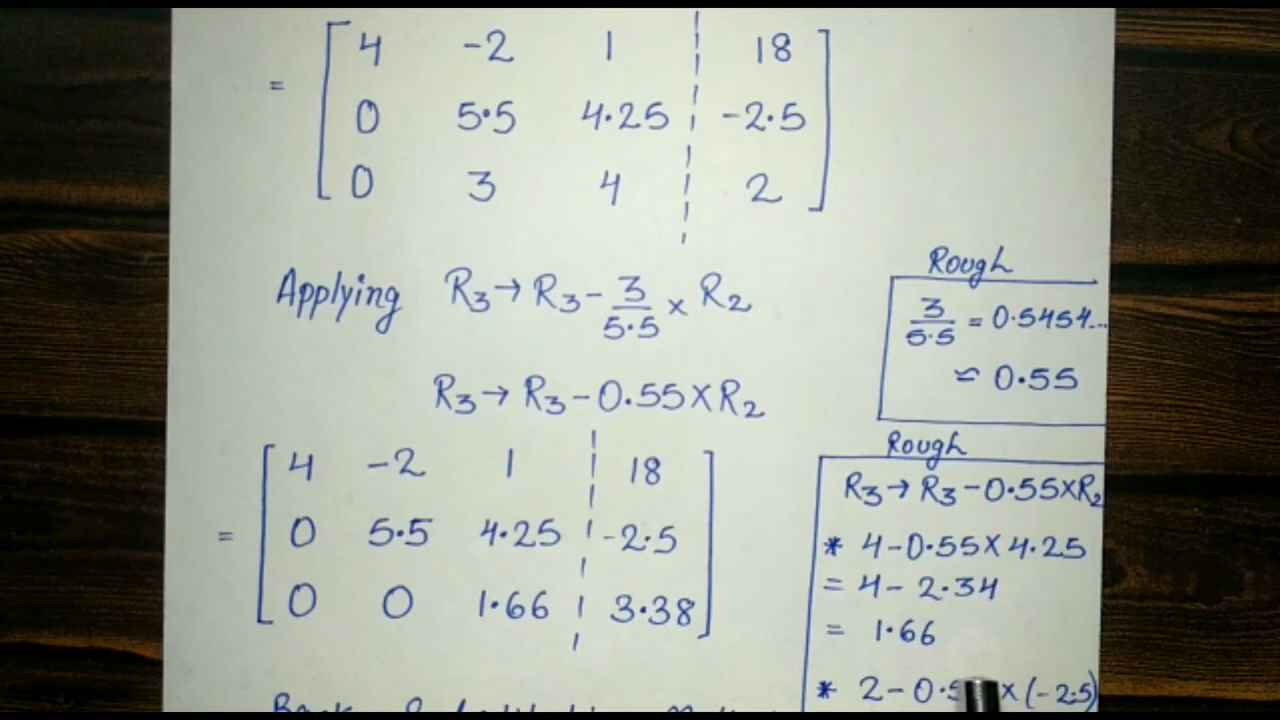 4 -2 1 | 18
= 0 5.5 4.25 | -2.5
0 3 4 | 2
Applying R3→R3-3/5.5 × R2
Rough
3/5.5 = 0.5454...
≃ 0.55
R3→R3-0.55×R2
4 -2 1 | 18
= 0 5.5 4.25 | -2.5
0 0 1.66 | 3.38
Rough
R3→R3-0.55×R2
* 4-0.55×4.25
= 4-2.34
= 1.66
* 2-0.5 ×(-2.5)